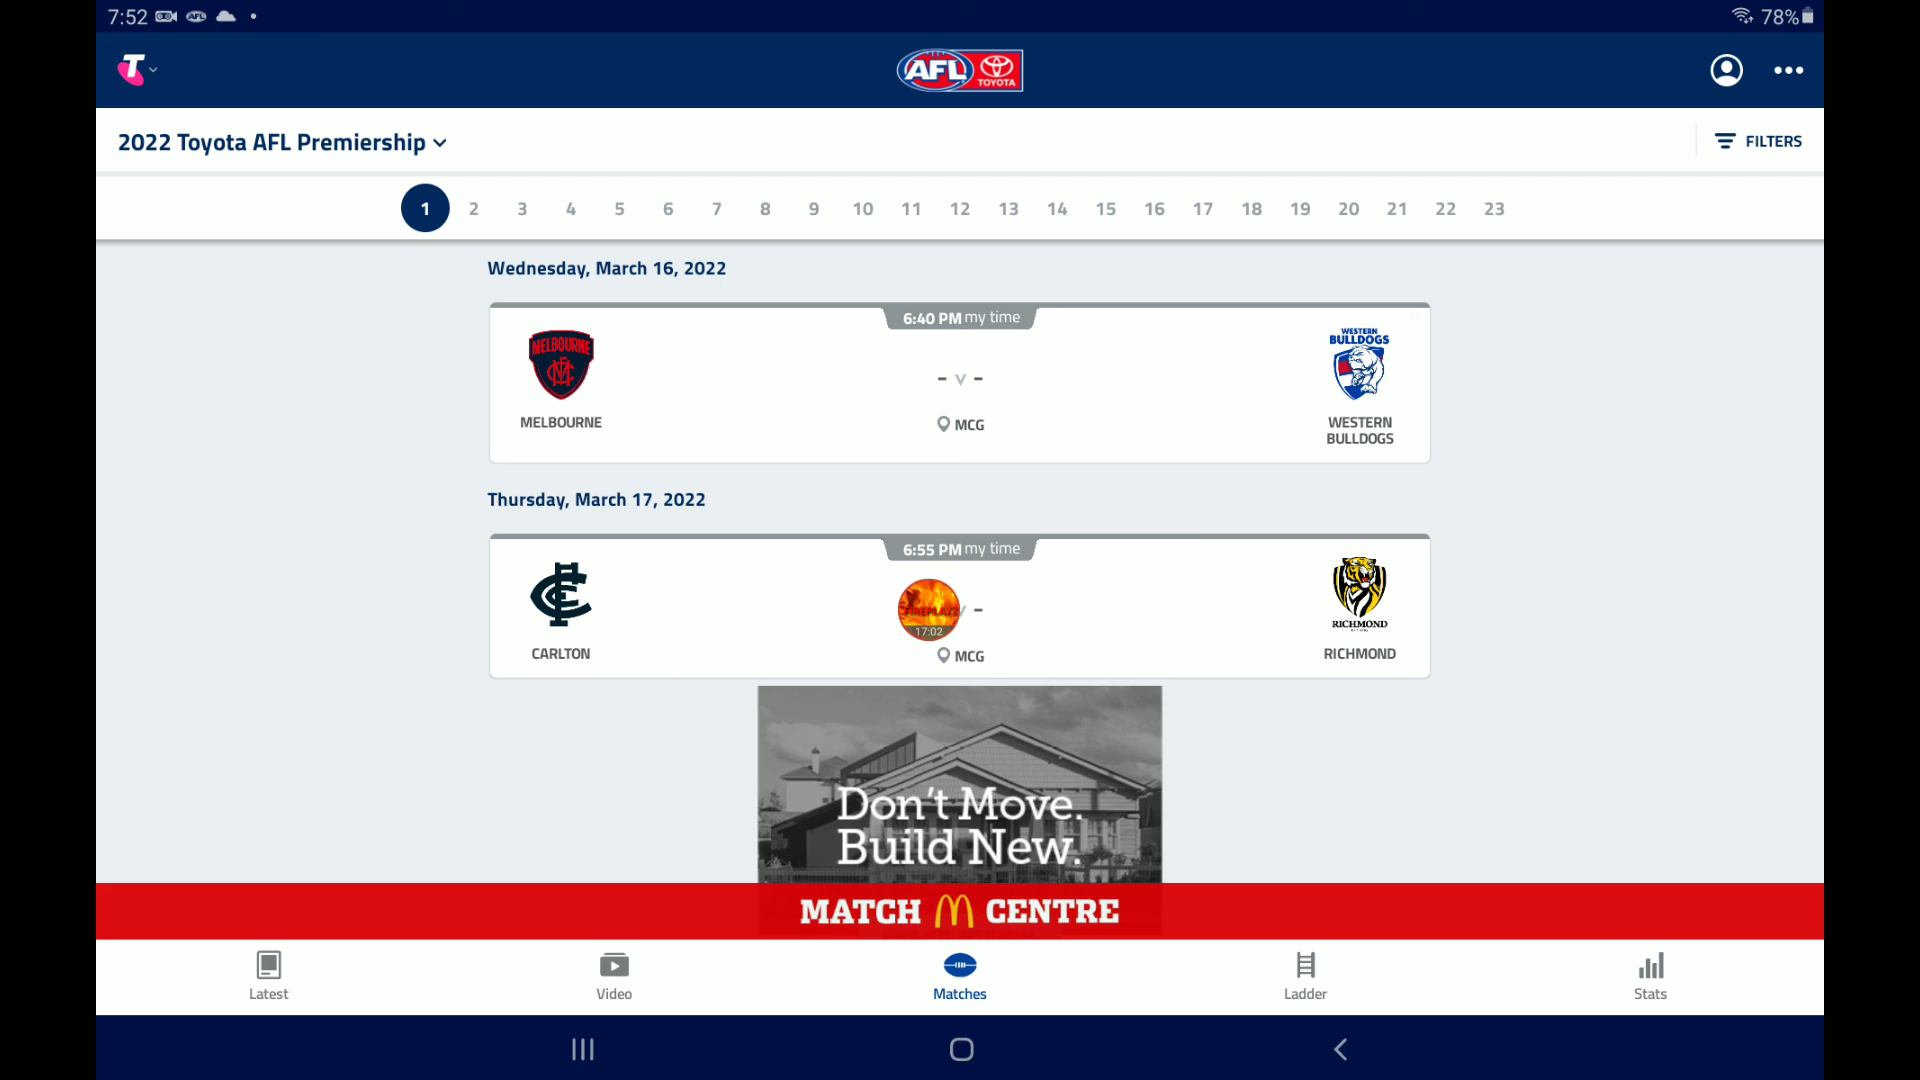 7:52
78%
AFL
TOYOTA
2022 Toyota AFL Premiership
FILTERS
1 2 3 4 5 6 7 8 9 10 11 12 13 14 15 16 17 18 19 20 21 22 23
Wednesday, March 16, 2022
6:40 PM my time
MELBOURNE
WESTERN
BULLDOGS
- v -
MELBOURNE
MCG
WESTERN
BULLDOGS
Thursday, March 17, 2022
6:55 PM my time
FIREPLAYZ
17:02
-
RICHMOND
CARLTON
MCG
RICHMOND
Don't Move.
Build New.
MATCH M CENTRE
Latest
Video
Matches
Ladder
Stats